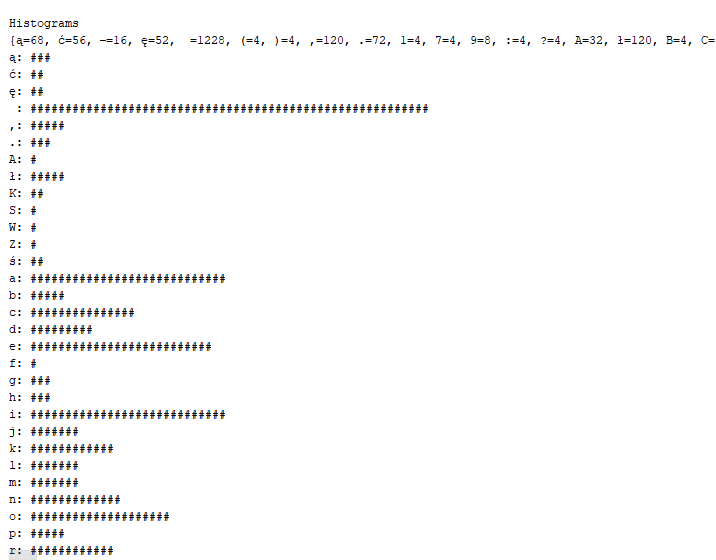 Histograms
{ą=68, ć=56, —=16, ę=52,  =1228, (=4, )=4, ,=120, .=72, 1=4, 7=4, 9=8, :=4, ?=4, A=32, ł=120, B=4, C=
ą: ###
ć: ##
ę: ##
 : #########################################################
,: #####
.: ###
A: #
ł: #####
K: ##
S: #
W: #
Z: #
ś: ##
a: ############################
b: #####
c: ###############
d: #########
e: ##########################
f: #
g: ###
h: ###
i: ############################
j: #######
k: ############
l: #######
m: #######
n: #############
o: ####################
p: #####
r: ############